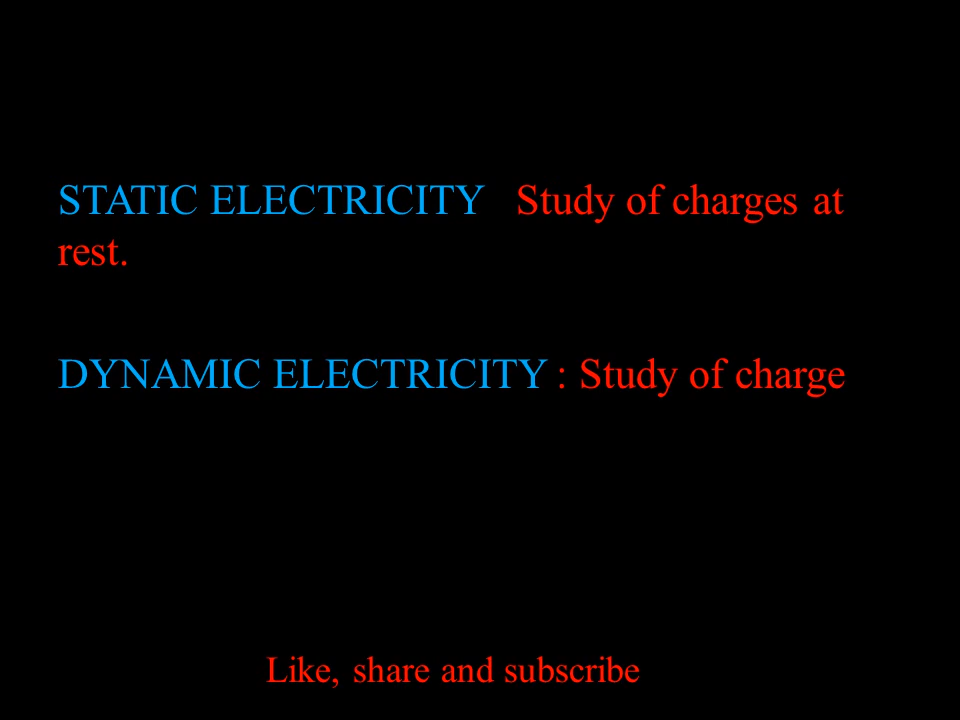 STATIC ELECTRICITY Study of charges at
rest.
DYNAMIC ELECTRICITY : Study of charge
Like, share and subscribe